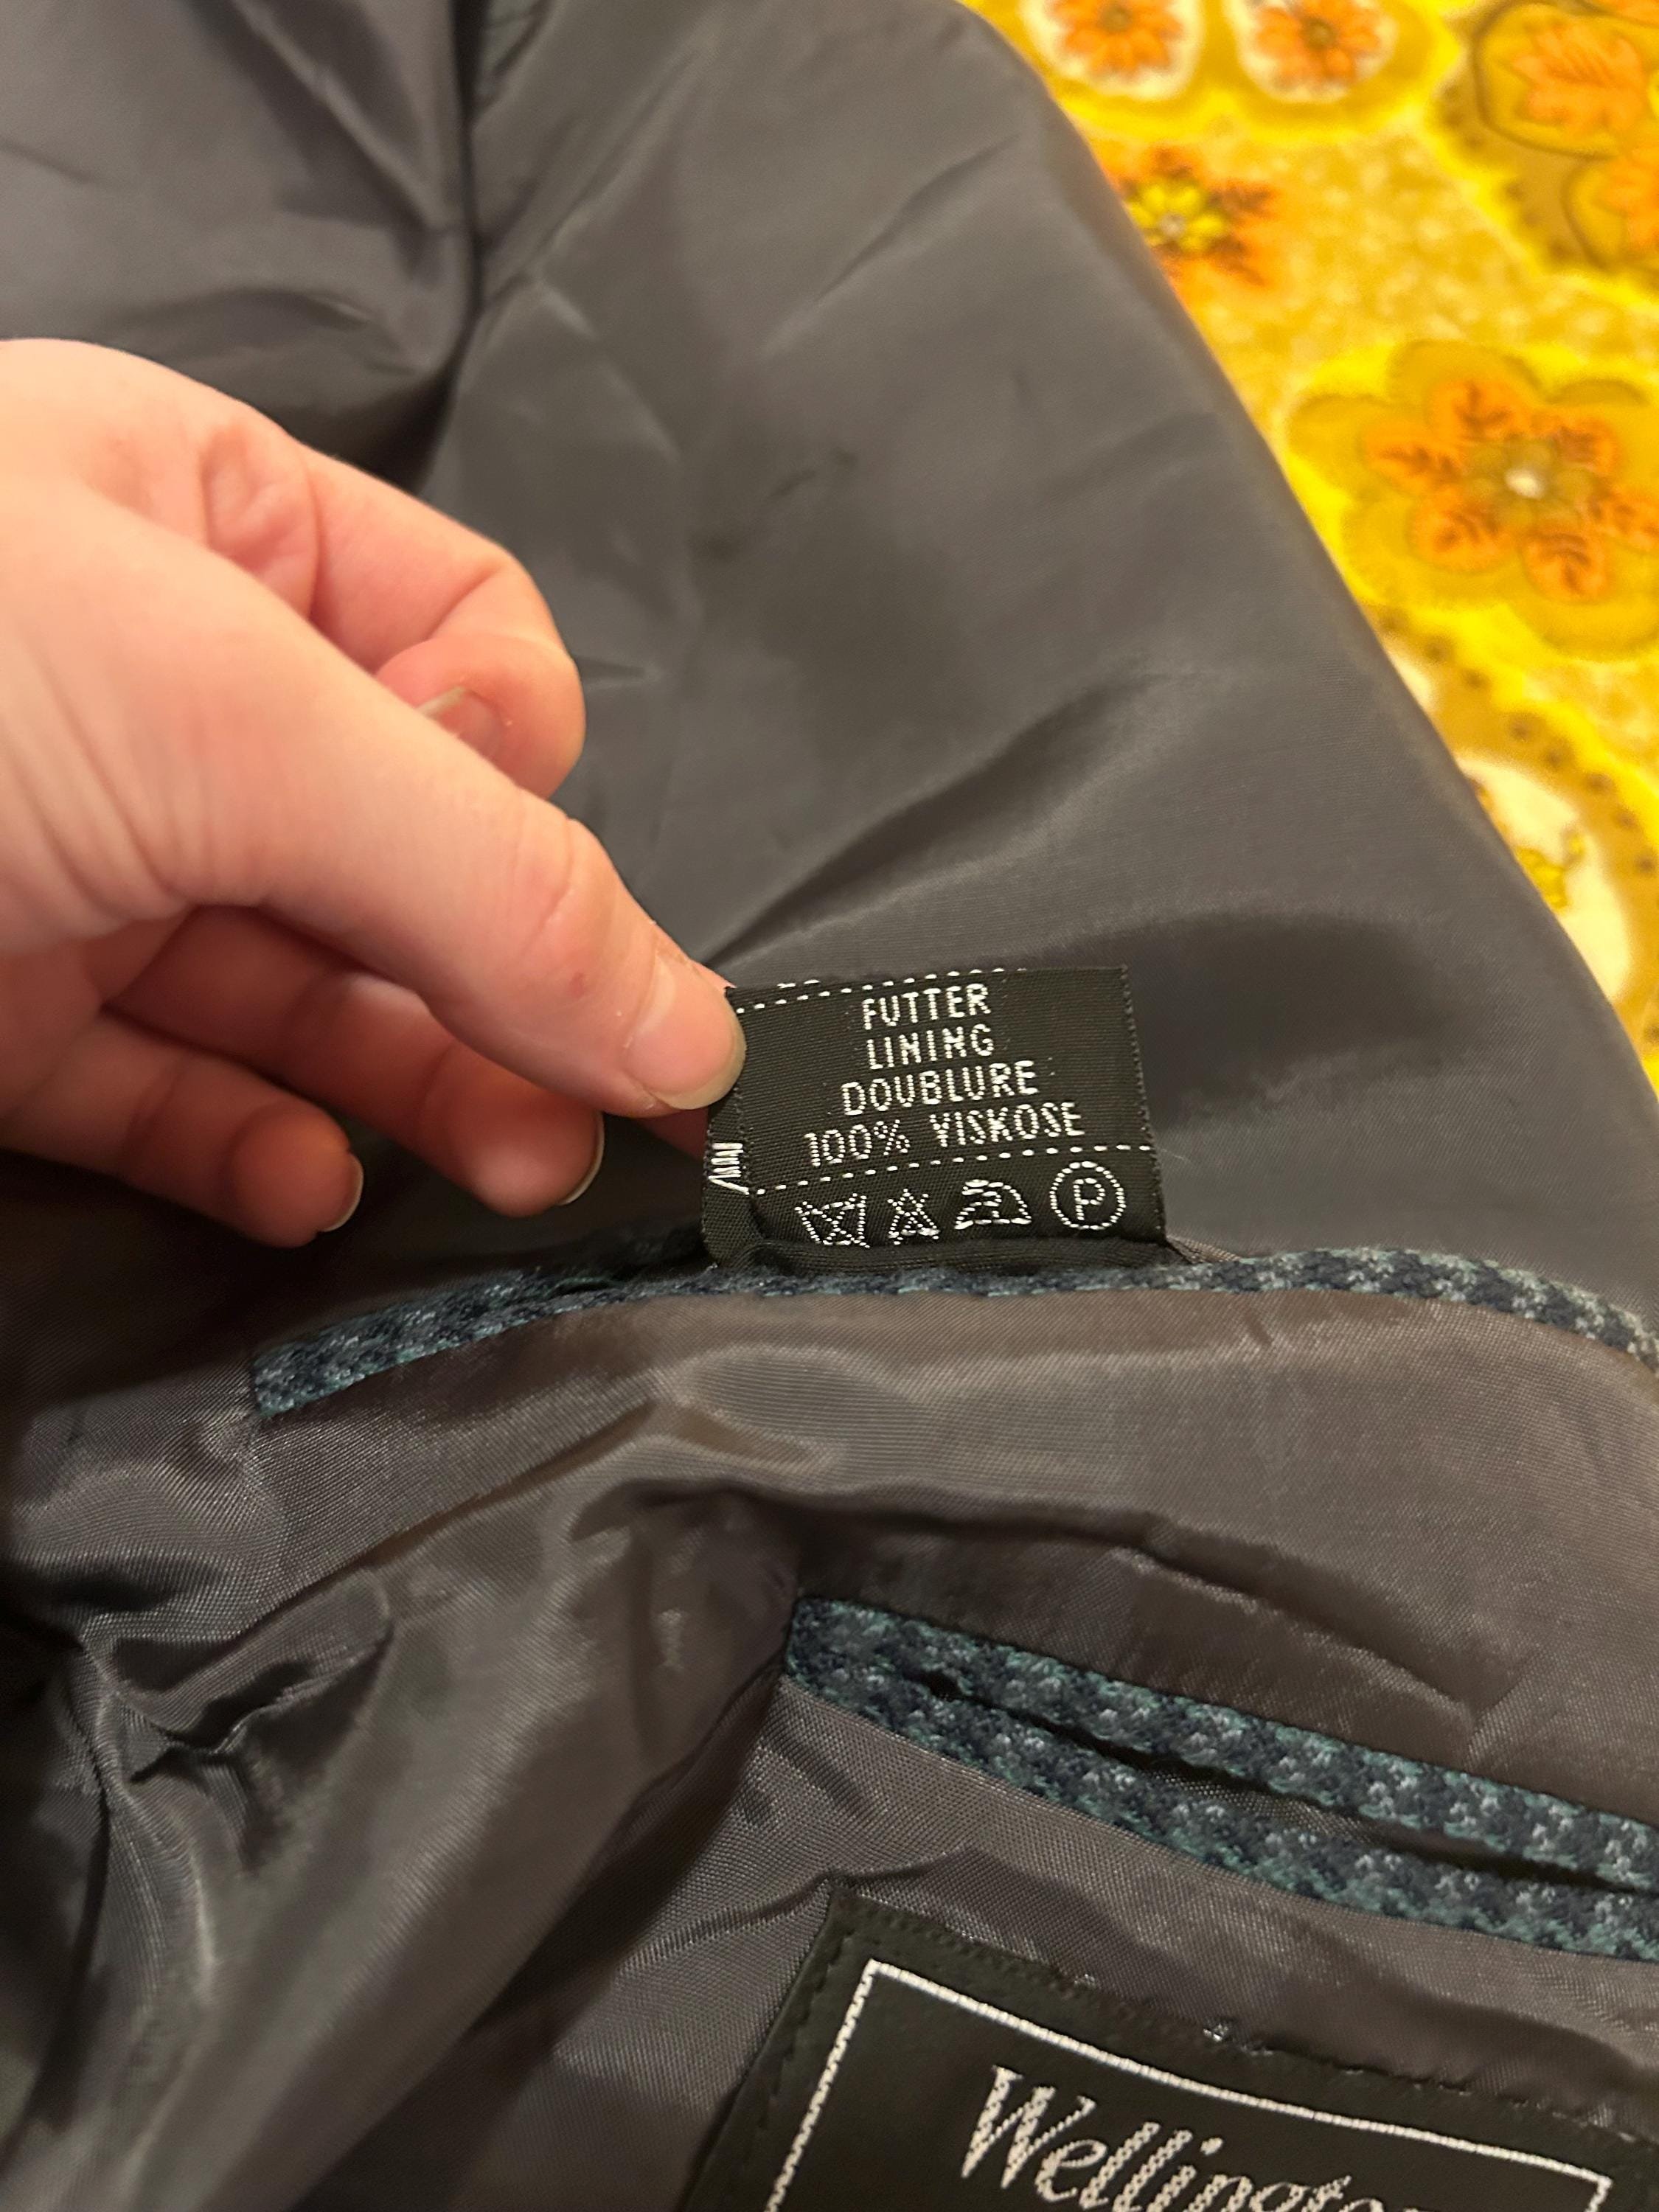 FUTTER
LINING
DOUBLURE
100% VISKOSE
P